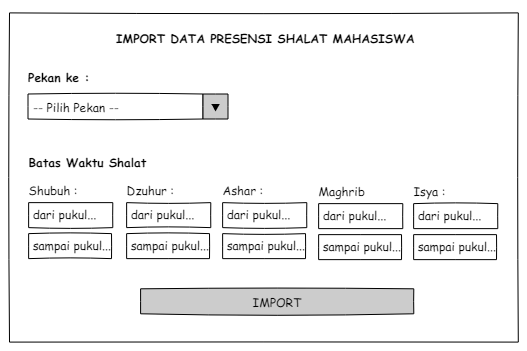 IMPORT DATA PRESENSI SHALAT MAHASISWA
Pekan ke :
-- Pilih Pekan --
Batas Waktu Shalat
Shubuh : Dzuhur : Ashar : Maghrib Isya :
dari pukul... dari pukul... dari pukul... dari pukul... dari pukul...
sampai pukul... sampai pukul... sampai pukul... sampai pukul... sampai pukul...
IMPORT